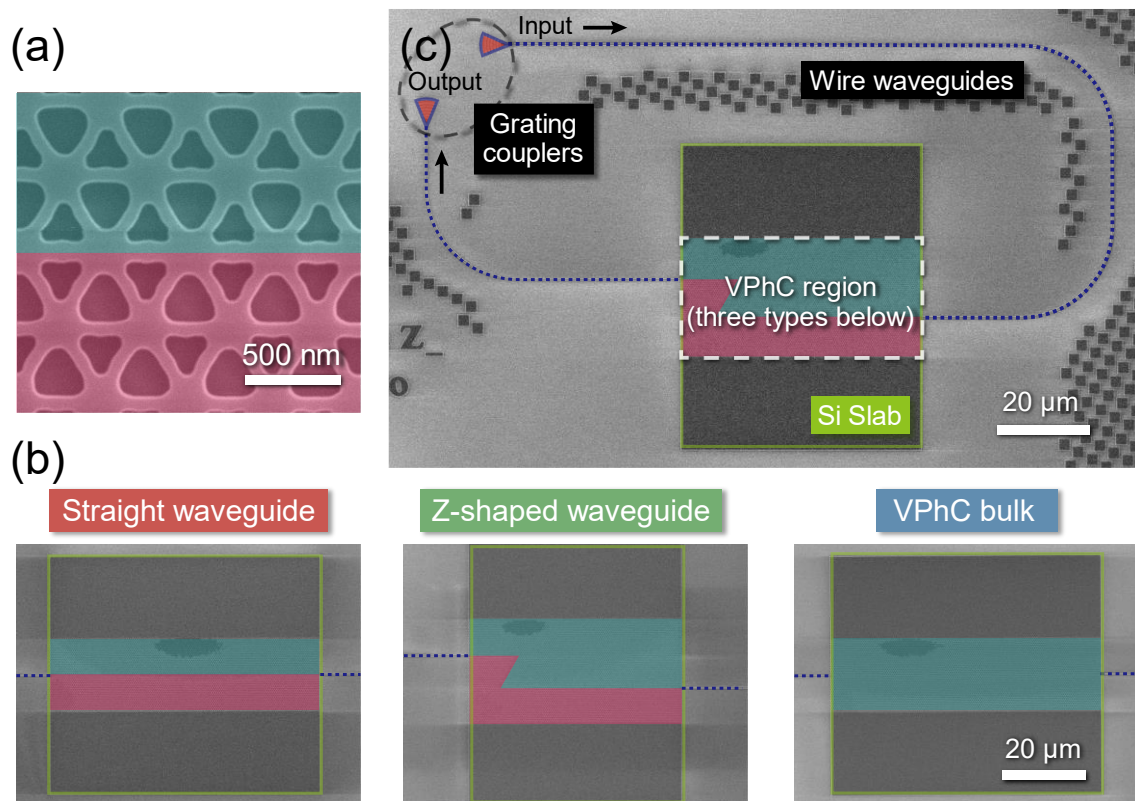 (a)
500 nm
(c)
Input
Output
Grating
couplers
Wire waveguides
VPhC region
(three types below)
Si Slab
20 μm
Z_
o
(b)
Straight waveguide
Z-shaped waveguide
VPhC bulk
20 μm